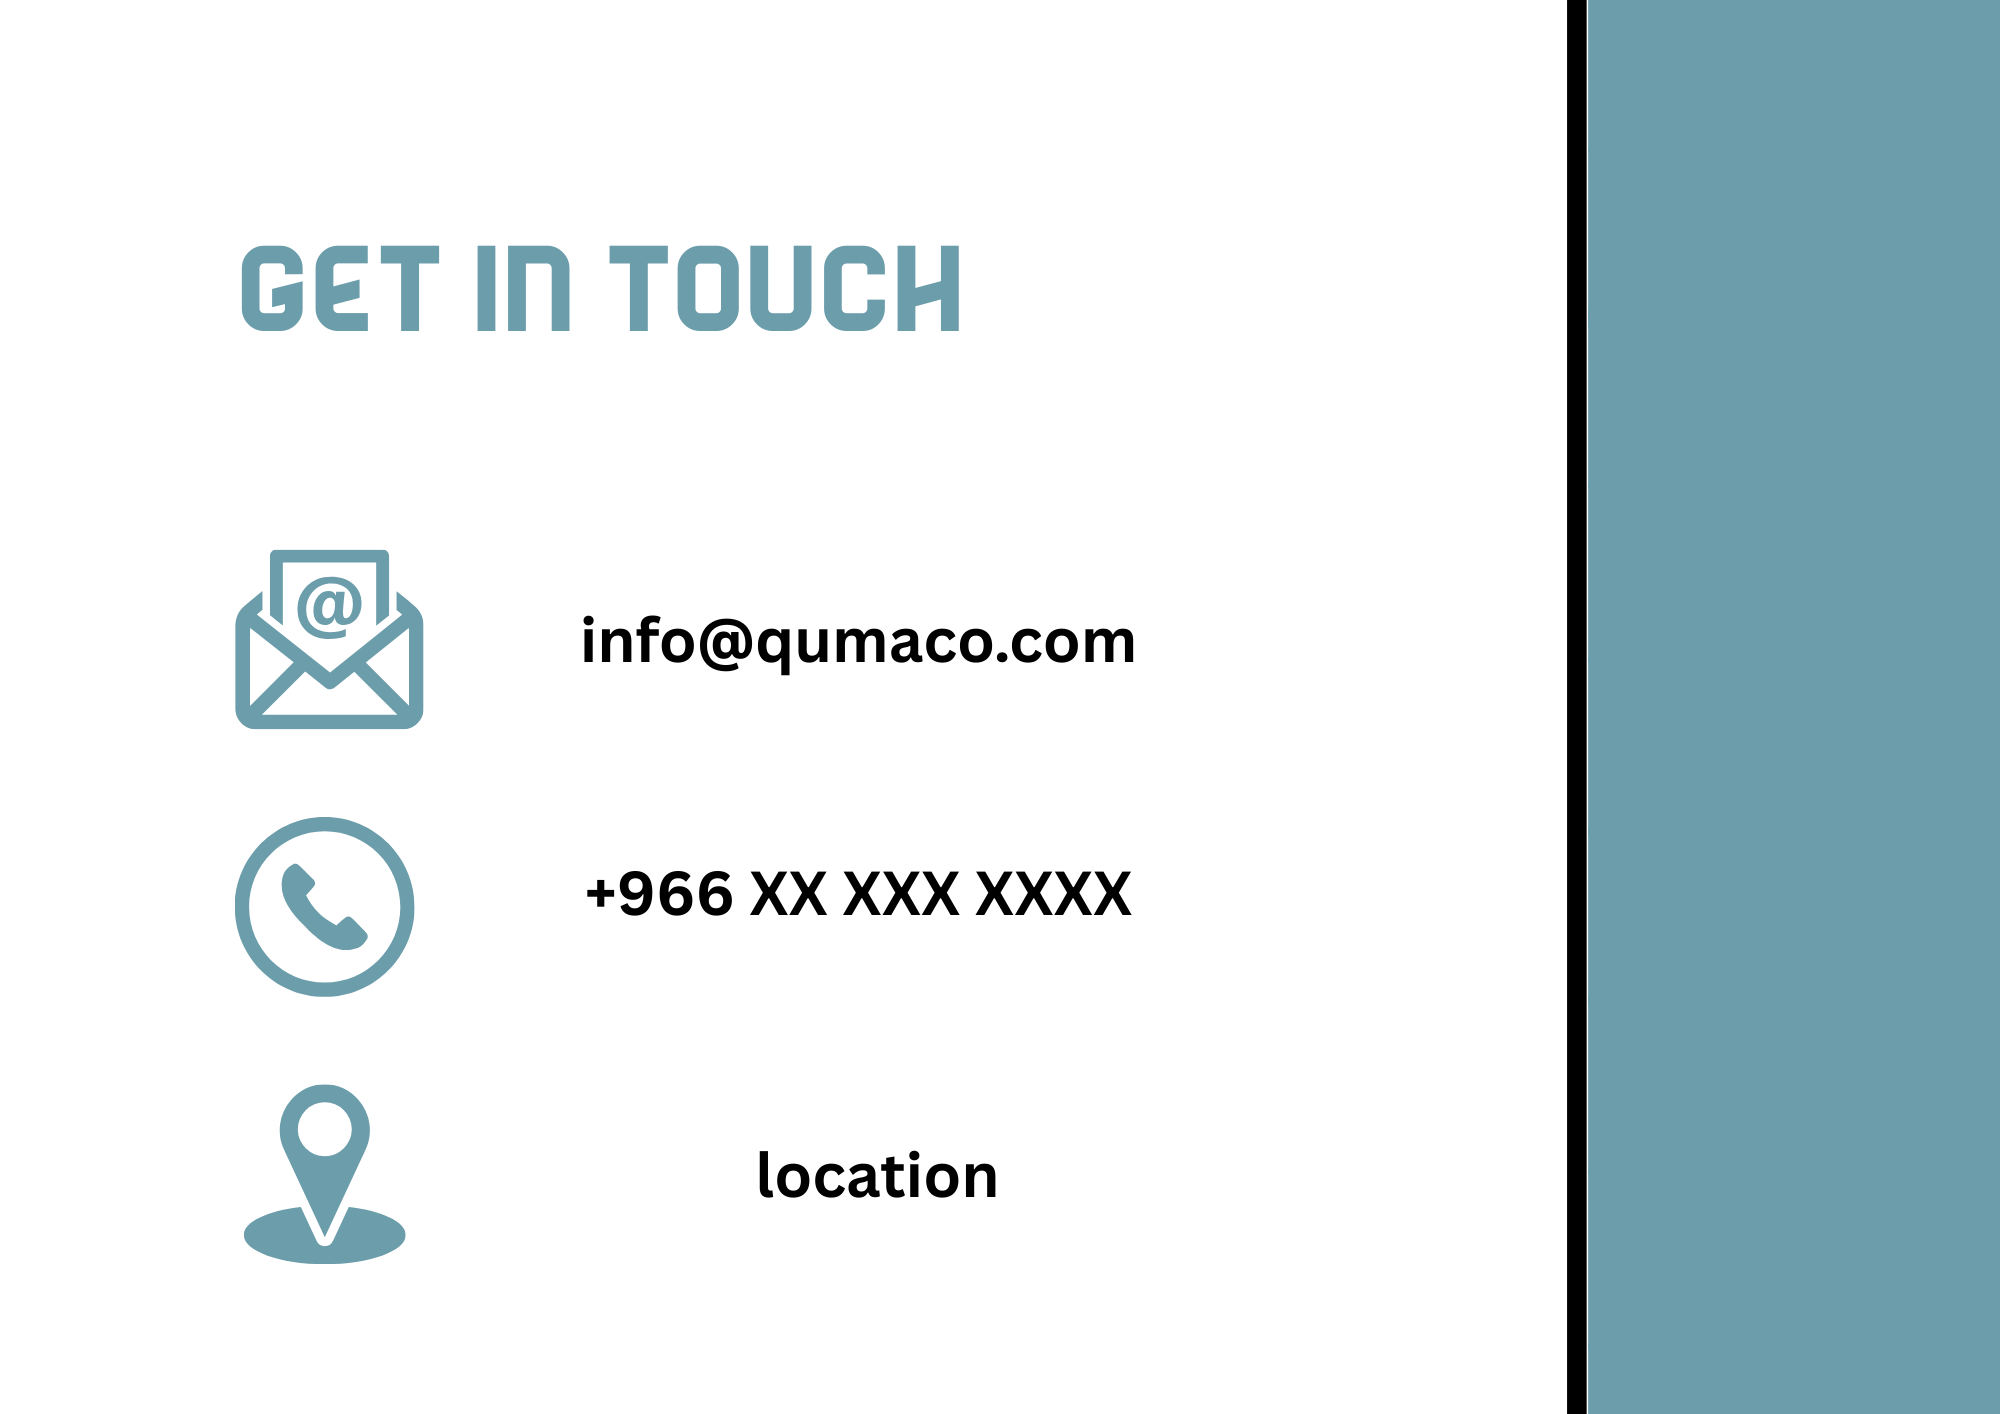 GET IN TOUCH
@
info@qumaco.com
+966 XX XXX XXXX
location